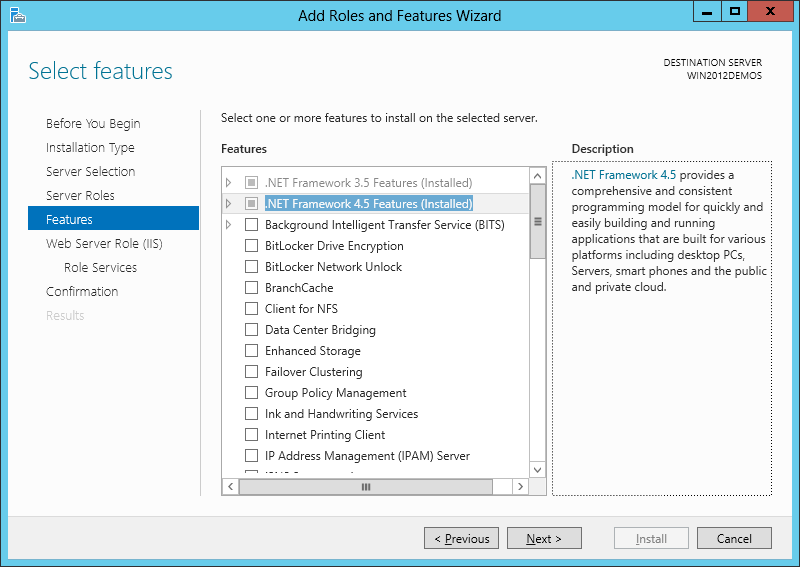 Add Roles and Features Wizard
Select features
DESTINATION SERVER
WIN2012DEMOS
Before You Begin
Installation Type
Server Selection
Server Roles
Features
Web Server Role (IIS)
Role Services
Confirmation
Results
Select one or more features to install on the selected server.
Features
.NET Framework 3.5 Features (Installed)
.NET Framework 4.5 Features (Installed)
Background Intelligent Transfer Service (BITS)
BitLocker Drive Encryption
BitLocker Network Unlock
BranchCache
Client for NFS
Data Center Bridging
Enhanced Storage
Failover Clustering
Group Policy Management
Ink and Handwriting Services
Internet Printing Client
IP Address Management (IPAM) Server
Description
.NET Framework 4.5 provides a
comprehensive and consistent
programming model for quickly and
easily building and running
applications that are built for various
platforms including desktop PCs,
Servers, smart phones and the public
and private cloud.
< Previous
Next >
Install
Cancel